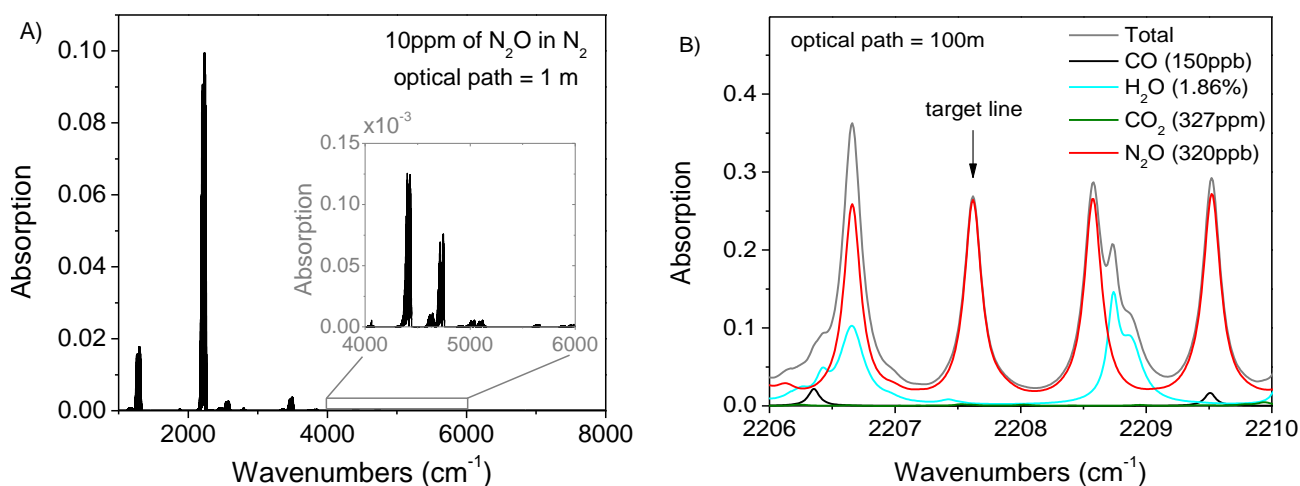 A)
10ppm of N₂O in N₂
optical path = 1 m
Absorption
0.10
0.08
0.06
0.04
0.02
0.00
x10⁻³
0.15
0.10
0.05
0.00
Absorption
4000 5000 6000
2000 4000 6000 8000
Wavenumbers (cm⁻¹)
B)
optical path = 100m
Total
CO (150ppb)
H₂O (1.86%)
CO₂ (327ppm)
N₂O (320ppb)
target line
Absorption
0.4
0.3
0.2
0.1
0.0
2206 2207 2208 2209 2210
Wavenumbers (cm⁻¹)